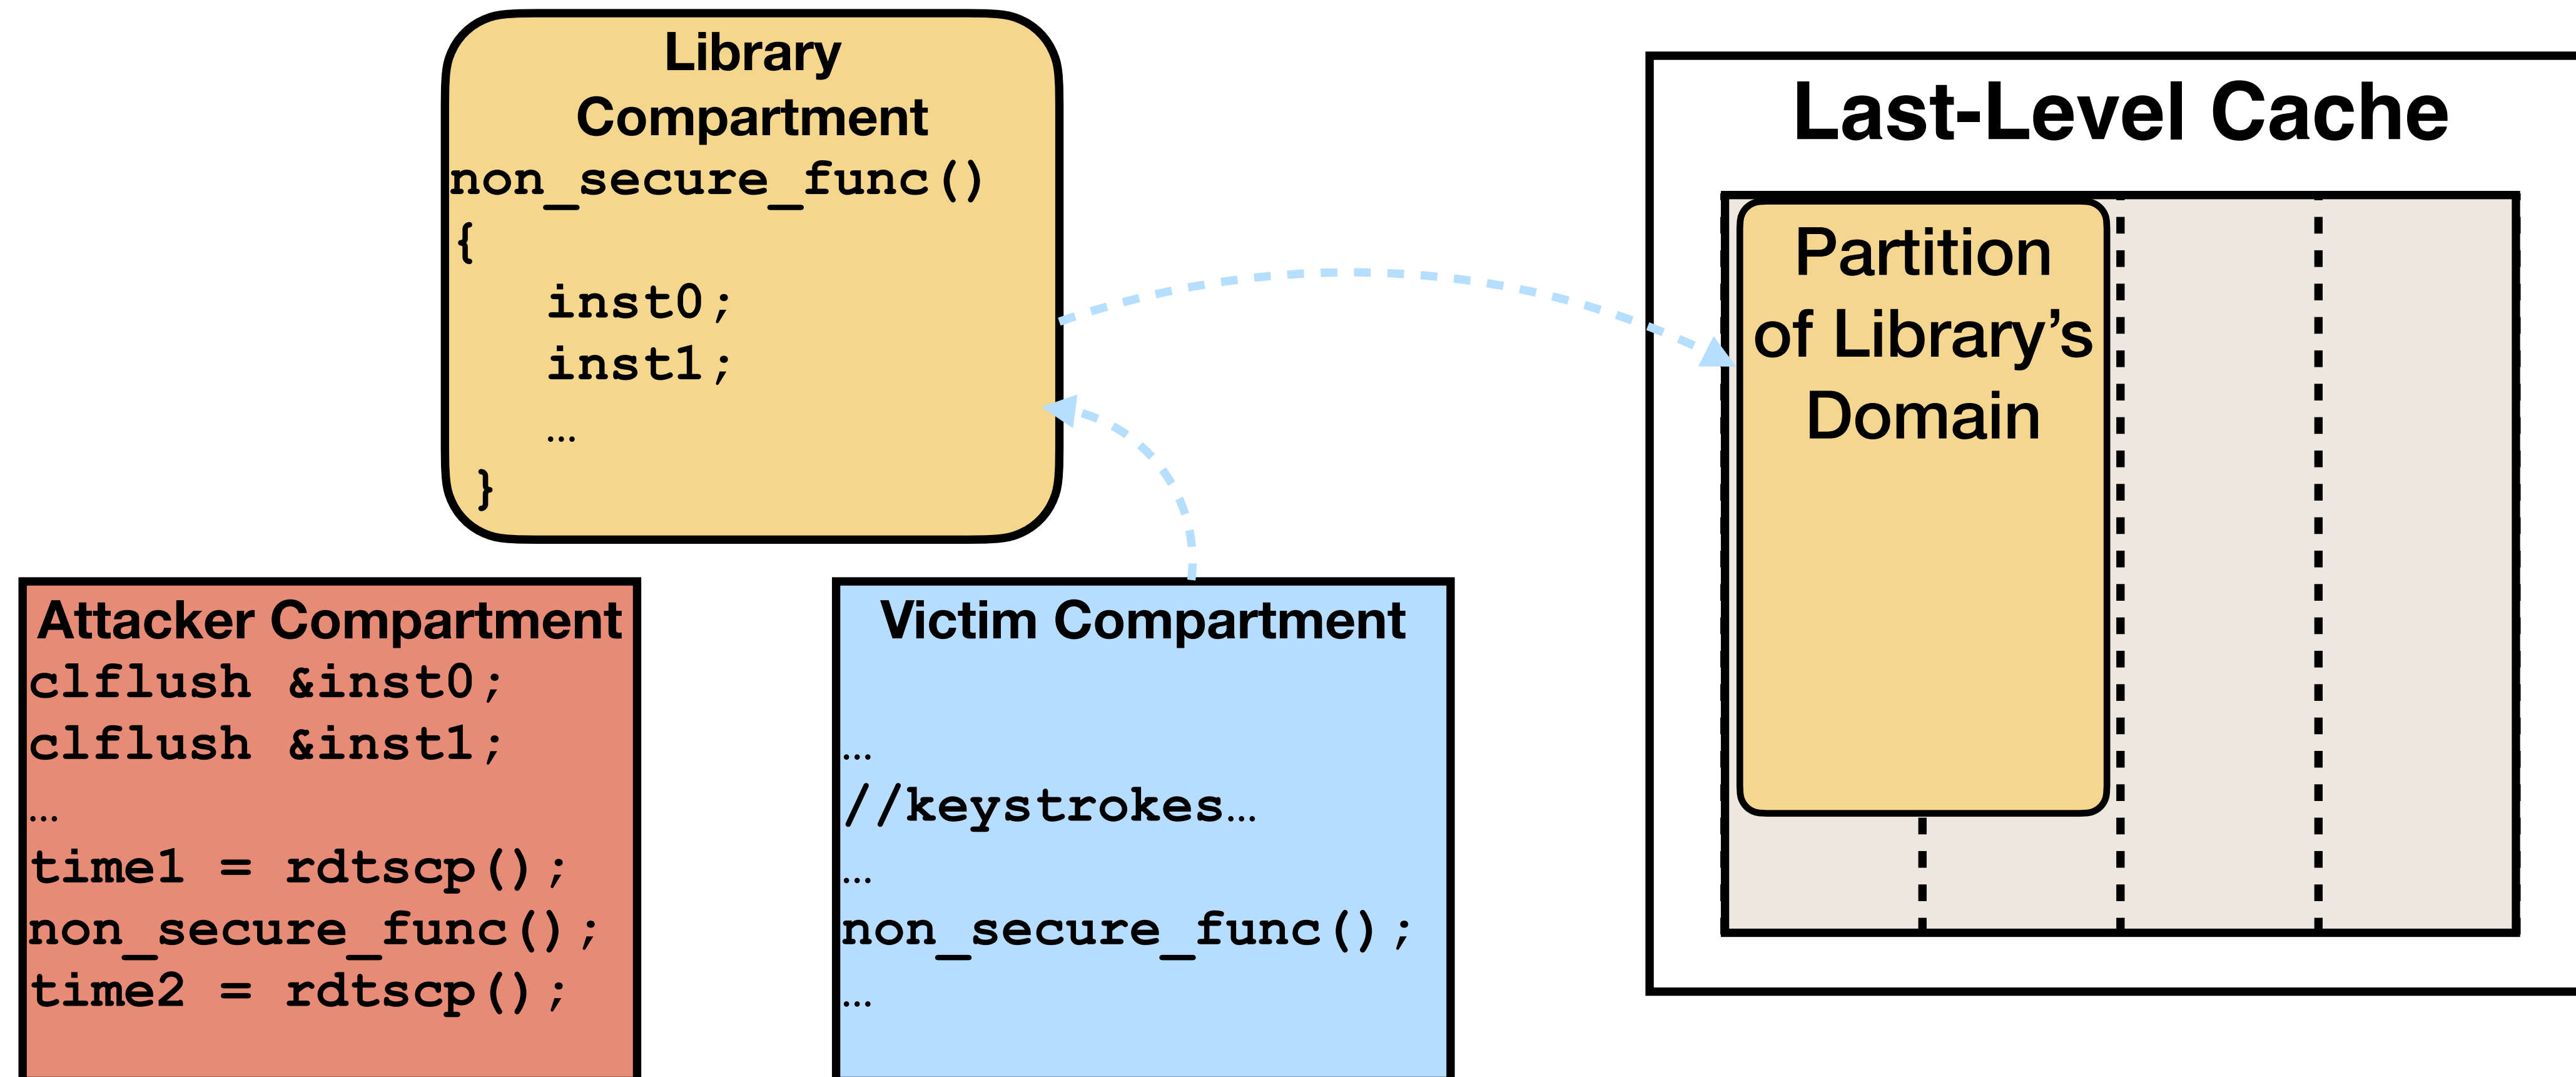 Library
Compartment
non_secure_func()
{
inst0;
inst1;
…
}
Attacker Compartment
clflush &inst0;
clflush &inst1;
…
time1 = rdtscp();
non_secure_func();
time2 = rdtscp();
Victim Compartment
…
//keystrokes…
…
non_secure_func();
…
Last-Level Cache
Partition
of Library’s
Domain